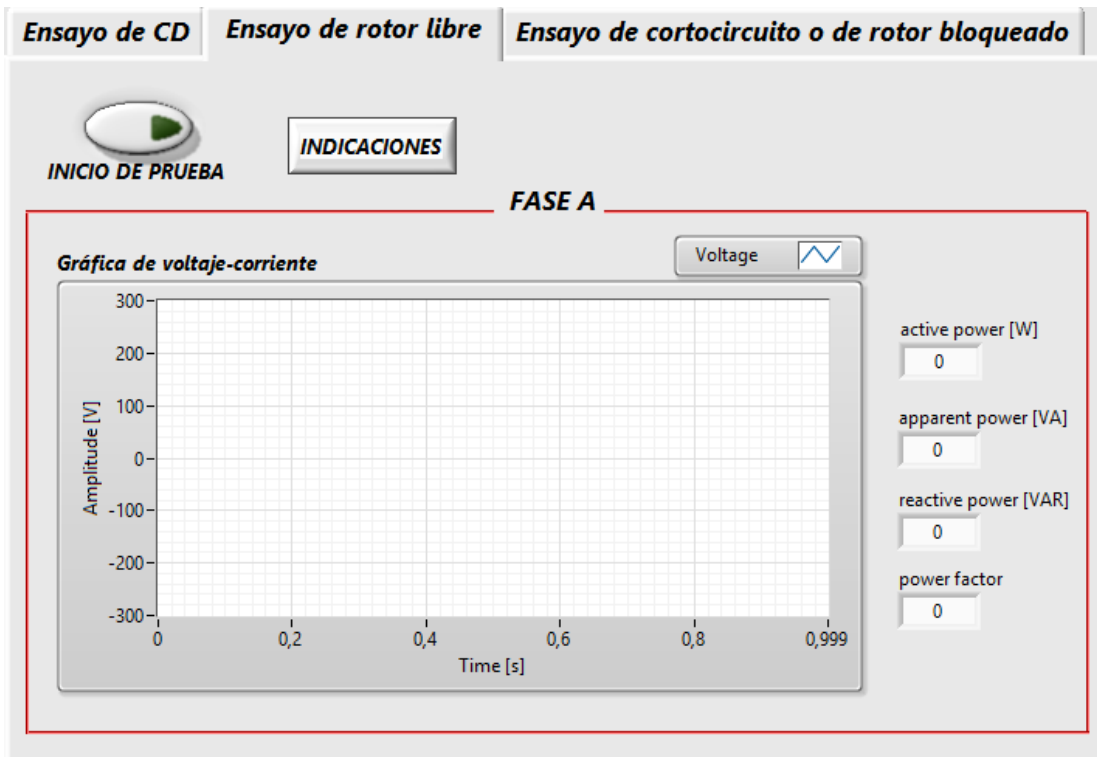 Ensayo de CD
Ensayo de rotor libre
Ensayo de cortocircuito o de rotor bloqueado
INICIO DE PRUEBA
INDICACIONES
FASE A
Gráfica de voltaje-corriente
Voltage
300
200
100
0
-100
-200
-300
Amplitude [V]
0
0,2
0,4
0,6
0,8
0,999
Time [s]
active power [W]
0
apparent power [VA]
0
reactive power [VAR]
0
power factor
0